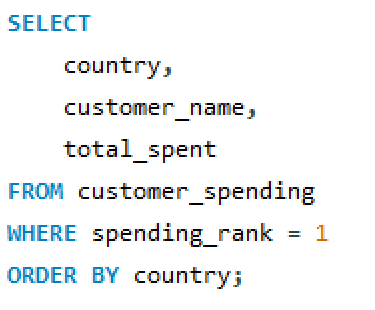 SELECT
    country,
    customer_name,
    total_spent
FROM customer_spending
WHERE spending_rank = 1
ORDER BY country;